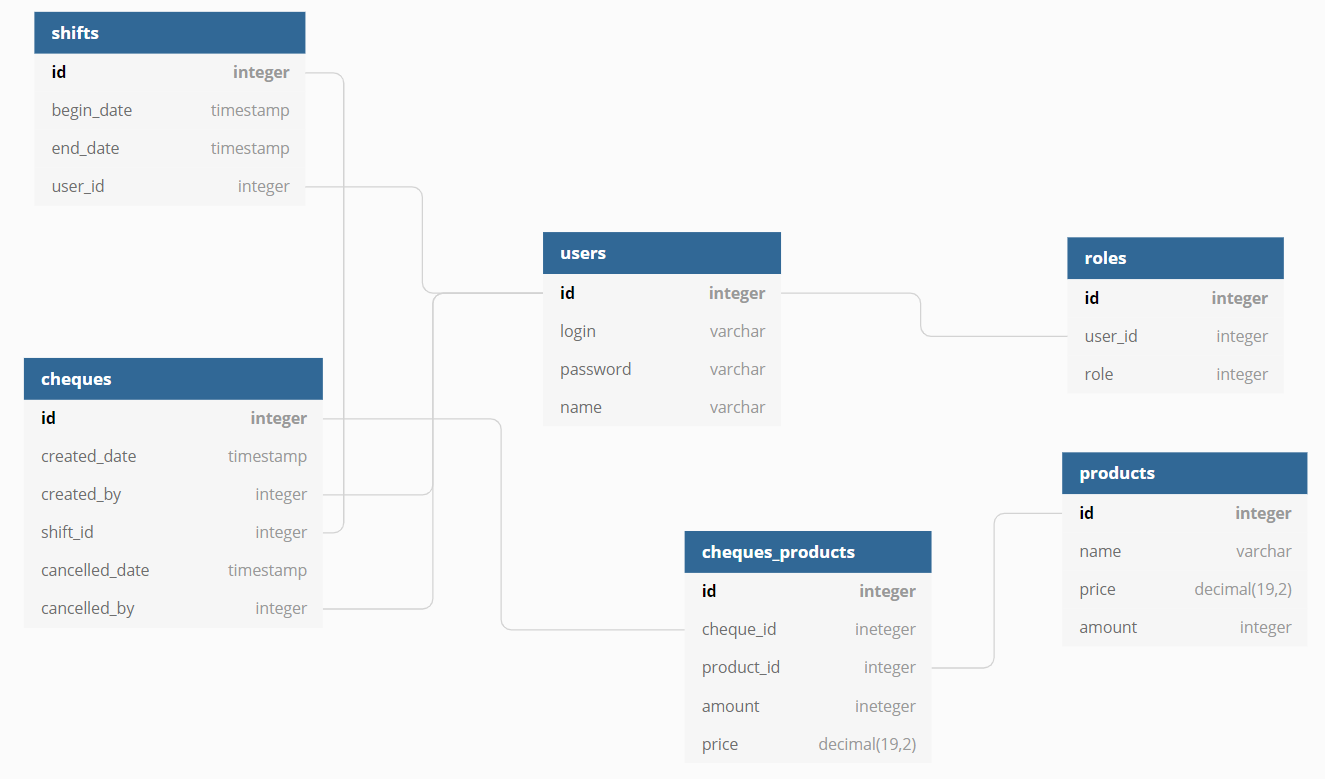 shifts
id integer
begin_date timestamp
end_date timestamp
user_id integer
users
id integer
login varchar
password varchar
name varchar
roles
id integer
user_id integer
role integer
cheques
id integer
created_date timestamp
created_by integer
shift_id integer
cancelled_date timestamp
cancelled_by integer
products
id integer
name varchar
price decimal(19,2)
amount integer
cheques_products
id integer
cheque_id ineteger
product_id integer
amount ineteger
price decimal(19,2)